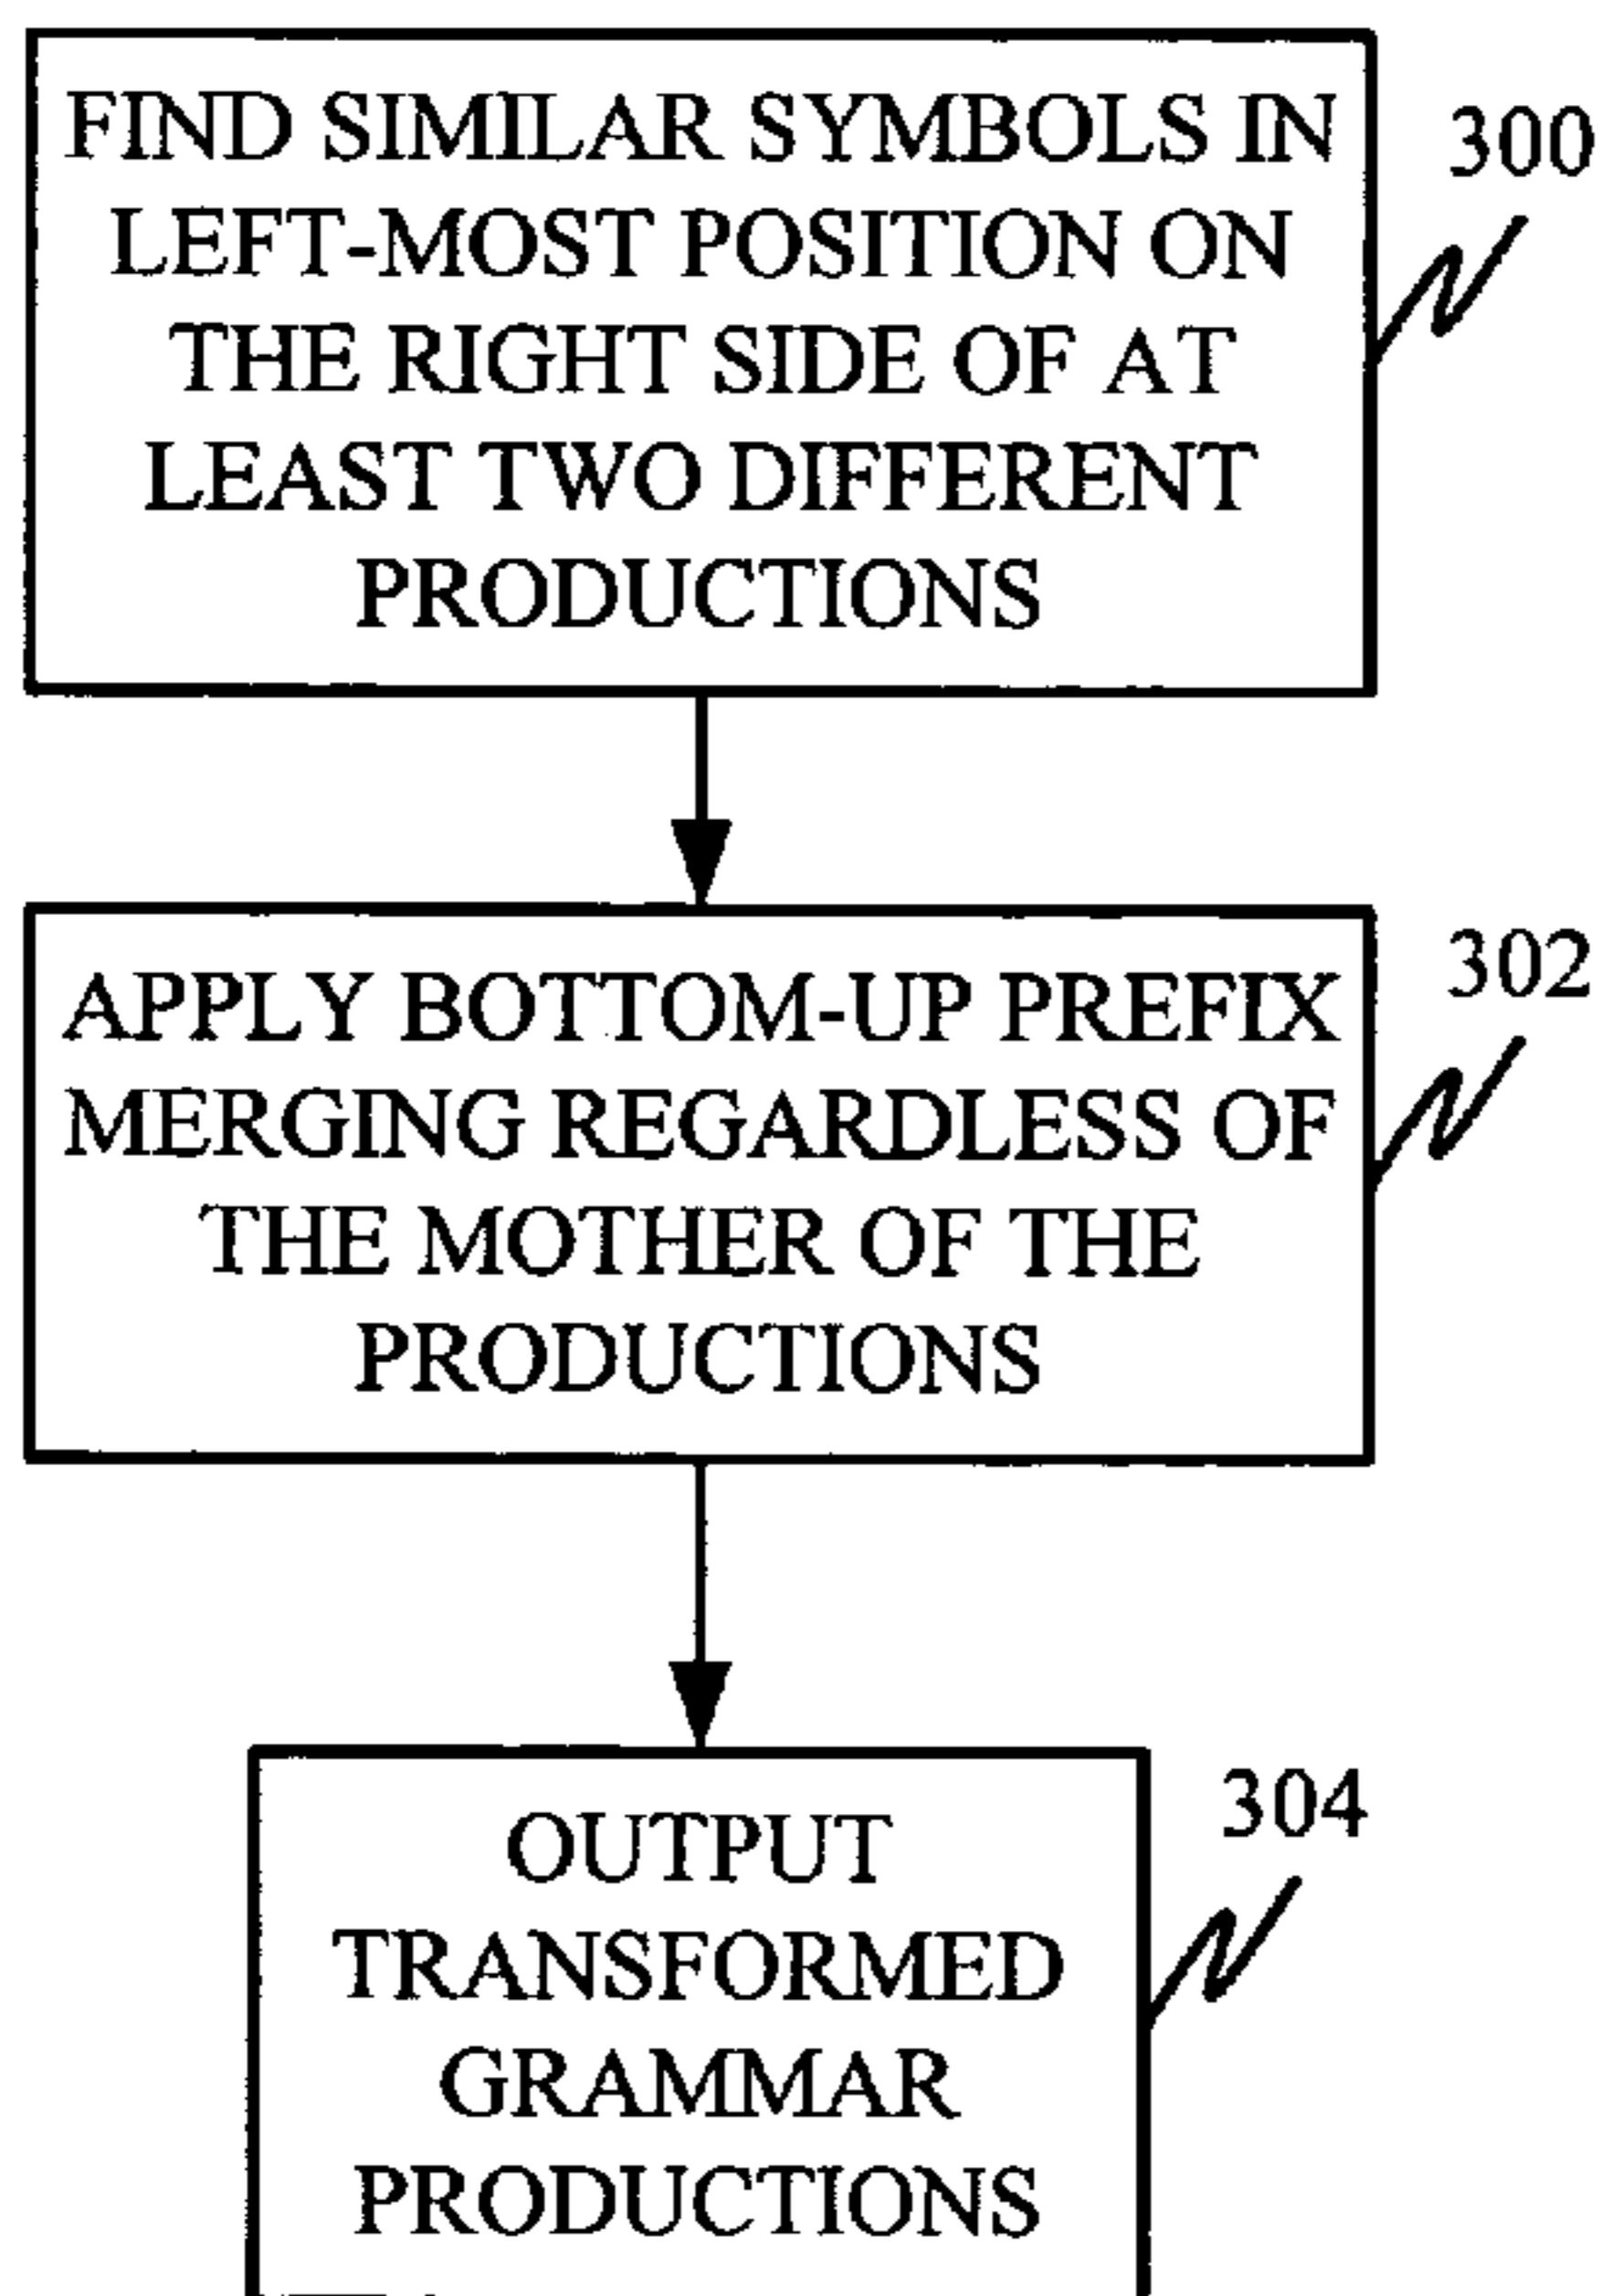 FIND SIMILAR SYMBOLS IN
LEFT-MOST POSITION ON
THE RIGHT SIDE OF AT
LEAST TWO DIFFERENT
PRODUCTIONS
300
APPLY BOTTOM-UP PREFIX
MERGING REGARDLESS OF
THE MOTHER OF THE
PRODUCTIONS
302
OUTPUT
TRANSFORMED
GRAMMAR
PRODUCTIONS
304